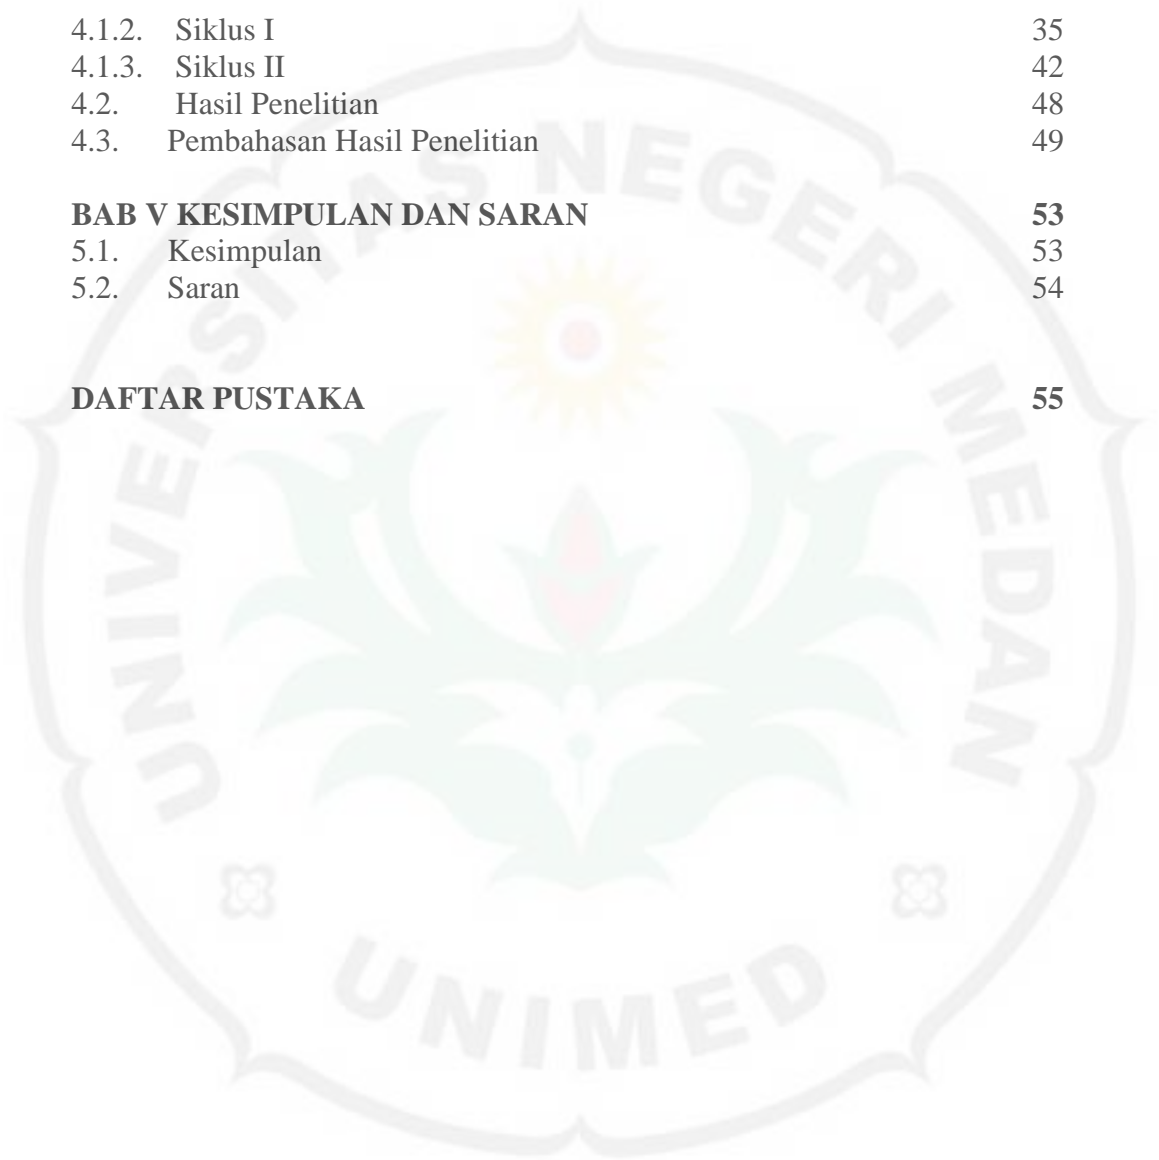 4.1.2. Siklus I 35
4.1.3. Siklus II 42
4.2. Hasil Penelitian 48
4.3. Pembahasan Hasil Penelitian 49
BAB V KESIMPULAN DAN SARAN 53
5.1. Kesimpulan 53
5.2. Saran 54
DAFTAR PUSTAKA 55
UNIVERSITAS NEGERI MEDAN
UNIMED